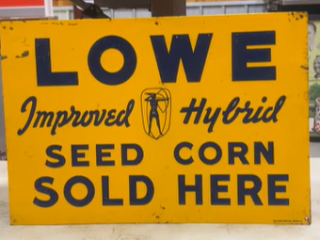 LOWE
Improved Hybrid
SEED CORN
SOLD HERE